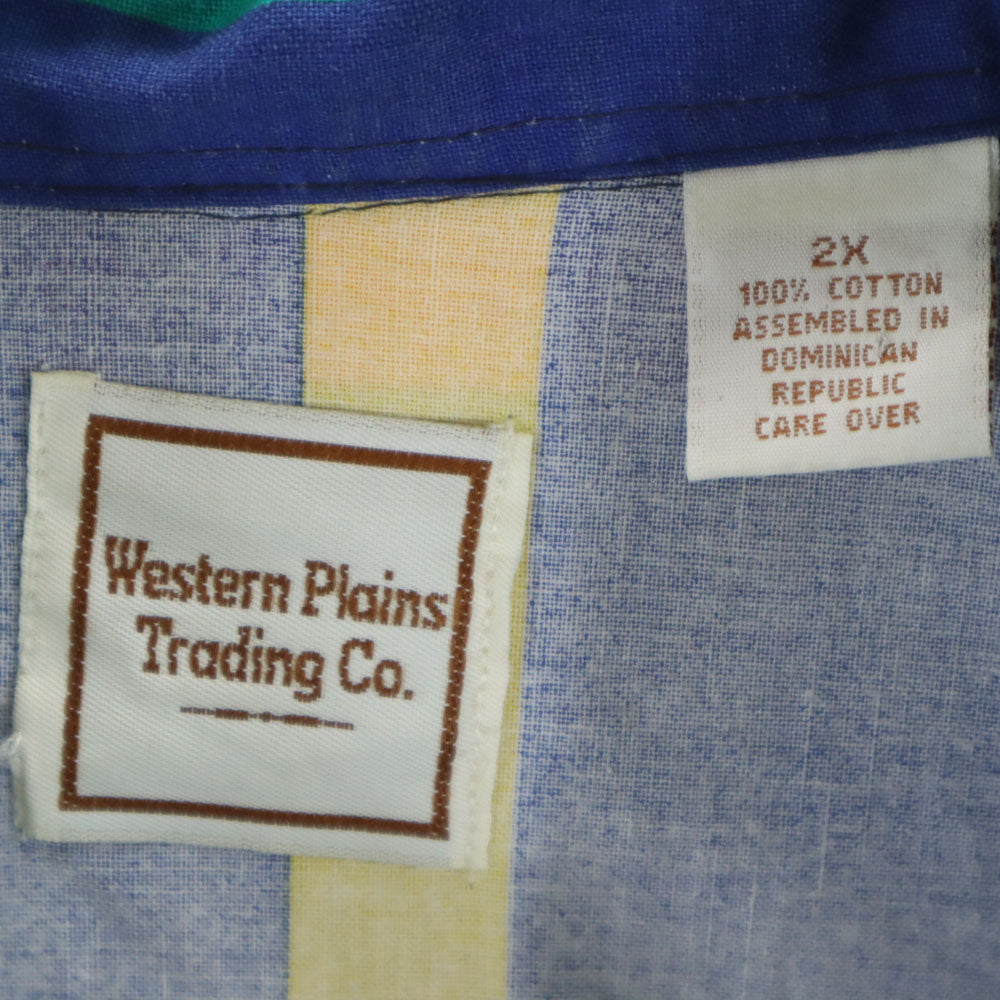 Western Plains
Trading Co.
2X
100% COTTON
ASSEMBLED IN
DOMINICAN
REPUBLIC
CARE OVER